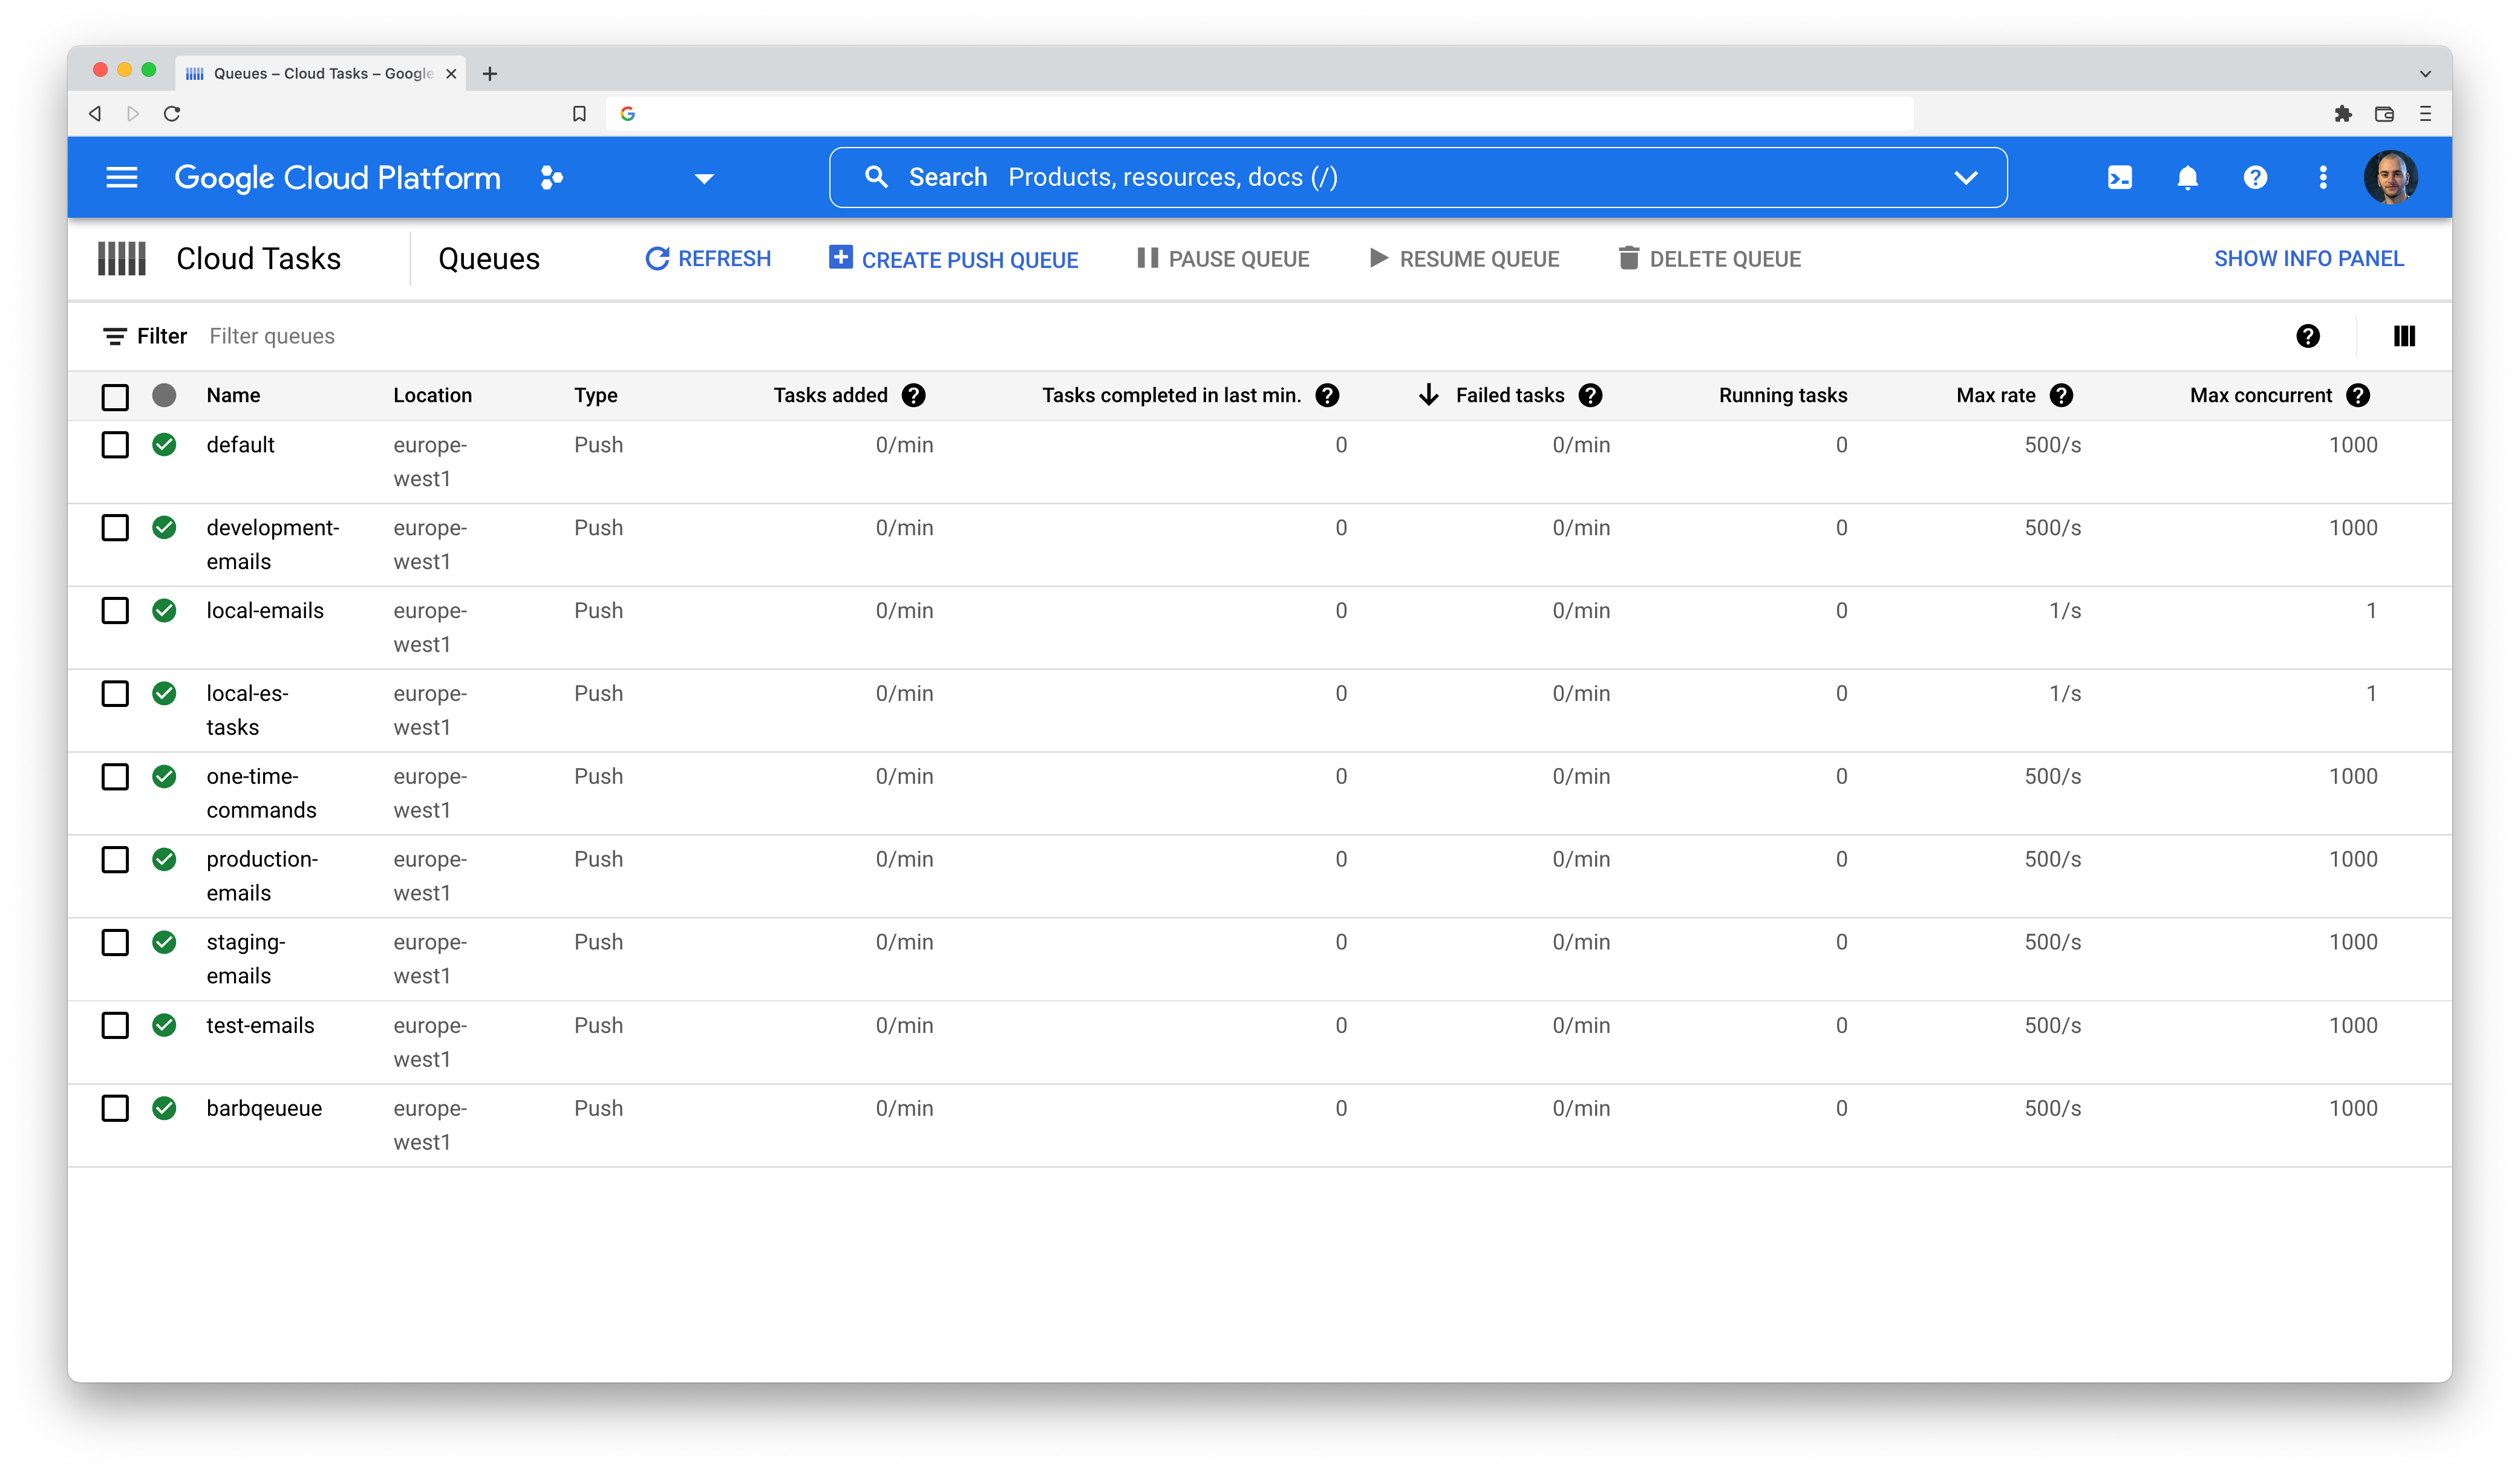 Queues – Cloud Tasks – Google
Google Cloud Platform
Search Products, resources, docs (/)
Cloud Tasks Queues REFRESH CREATE PUSH QUEUE PAUSE QUEUE RESUME QUEUE DELETE QUEUE SHOW INFO PANEL
Filter Filter queues
Name Location Type Tasks added Tasks completed in last min. Failed tasks Running tasks Max rate Max concurrent
default europe- Push 0/min 0 0/min 0 500/s 1000
west1
development- europe- Push 0/min 0 0/min 0 500/s 1000
emails west1
local-emails europe- Push 0/min 0 0/min 0 1/s 1
west1
local-es- europe- Push 0/min 0 0/min 0 1/s 1
tasks west1
one-time- europe- Push 0/min 0 0/min 0 500/s 1000
commands west1
production- europe- Push 0/min 0 0/min 0 500/s 1000
emails west1
staging- europe- Push 0/min 0 0/min 0 500/s 1000
emails west1
test-emails europe- Push 0/min 0 0/min 0 500/s 1000
west1
barbqeueue europe- Push 0/min 0 0/min 0 500/s 1000
west1